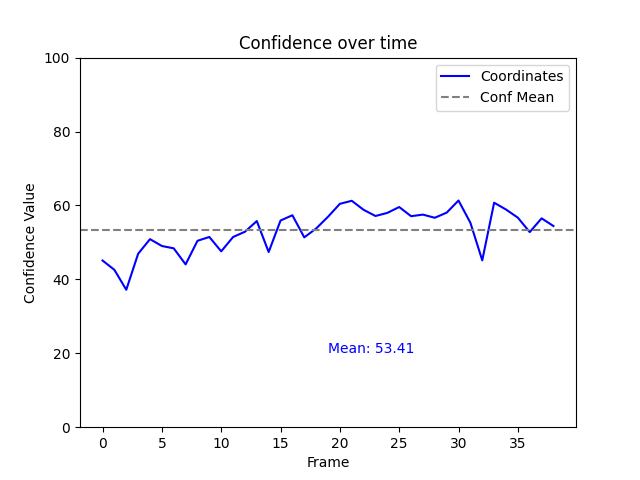 Confidence over time
100
80
60
40
20
0
Confidence Value
Coordinates
Conf Mean
Mean: 53.41
0 5 10 15 20 25 30 35
Frame